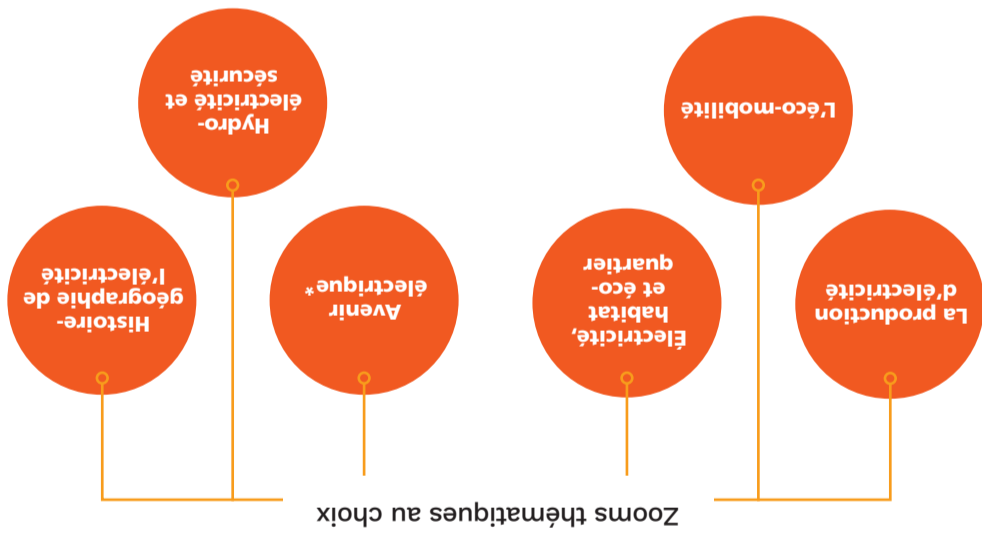 Zooms thématiques au choix
La production
d'électricité
L'éco-mobilité
Électricité,
habitat
et éco-
quartier
Avenir
électrique*
Hydro-
électricité et
sécurité
Histoire-
géographie de
l'électricité